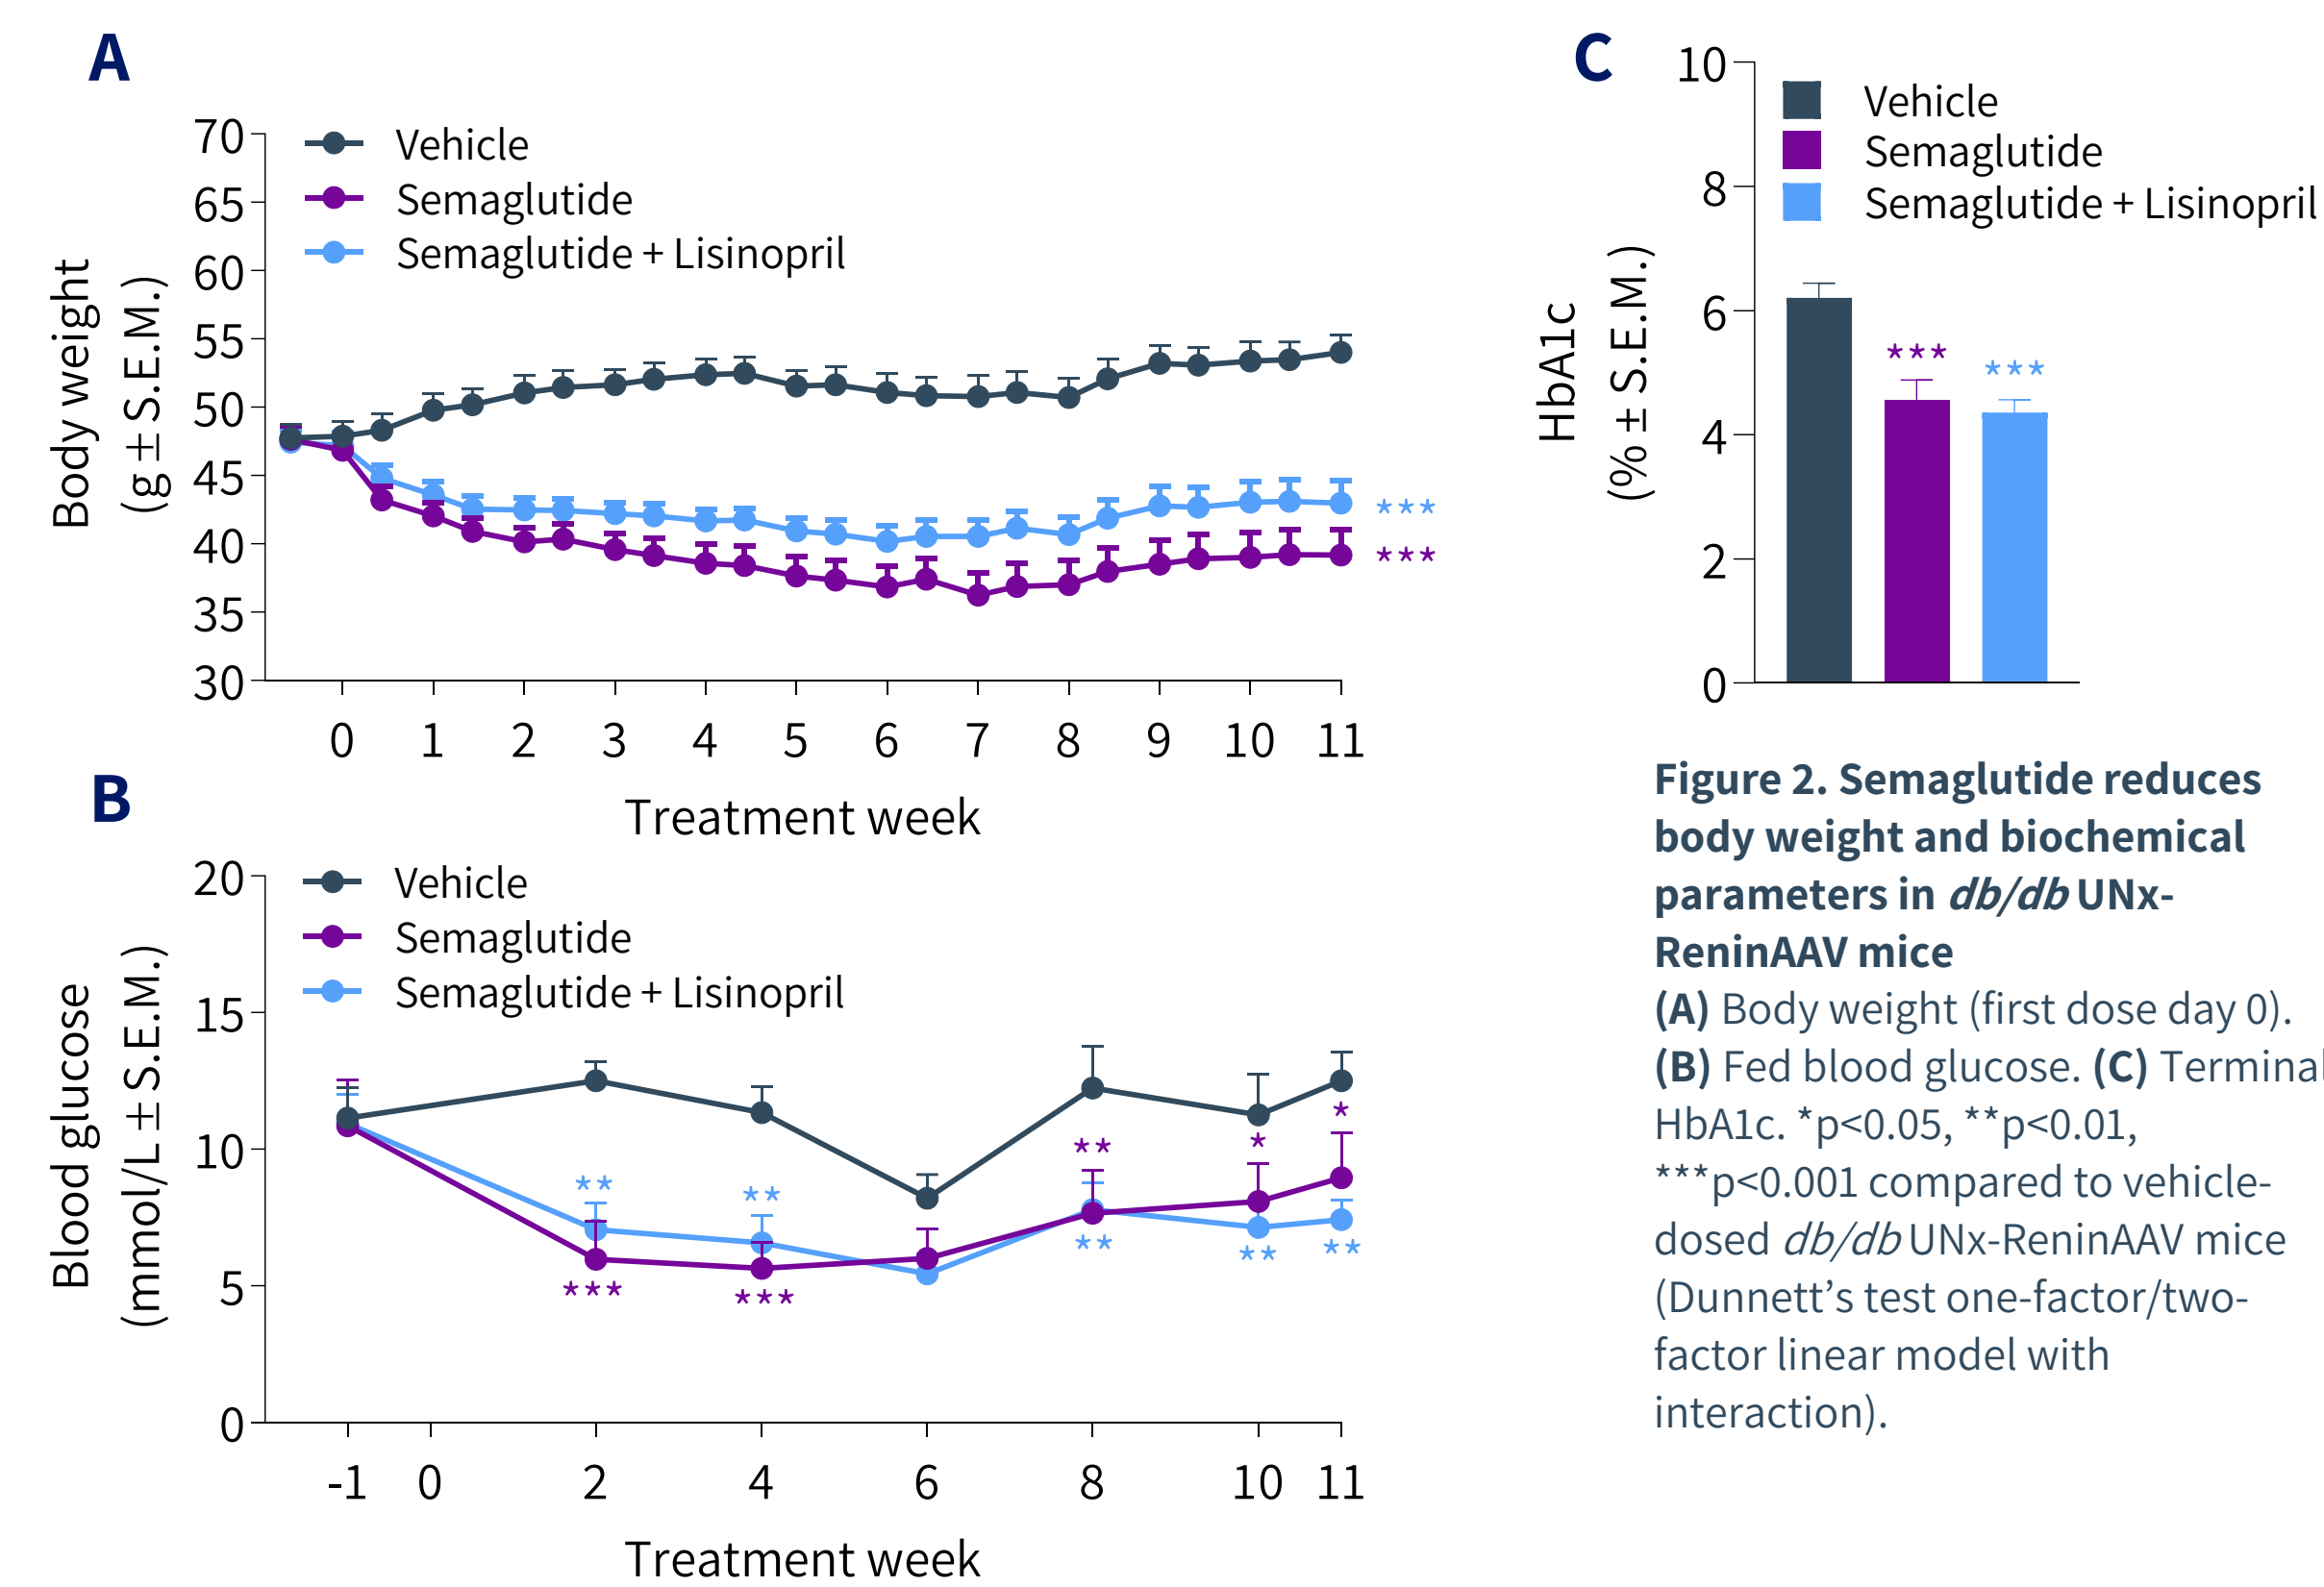 A
70
65
60
55
50
45
40
35
30
Body weight
(g ± S.E.M.)
Vehicle
Semaglutide
Semaglutide + Lisinopril
***
***
0 1 2 3 4 5 6 7 8 9 10 11
Treatment week
B
20
15
10
5
0
Blood glucose
(mmol/L ± S.E.M.)
Vehicle
Semaglutide
Semaglutide + Lisinopril
** ** ** * *
*** *** ** ** **
-1 0 2 4 6 8 10 11
Treatment week
C
10
8
6
4
2
0
HbA1c
(% ± S.E.M.)
Vehicle
Semaglutide
Semaglutide + Lisinopril
*** ***
Figure 2. Semaglutide reduces
body weight and biochemical
parameters in db/db UNx-
ReninAAV mice
(A) Body weight (first dose day 0).
(B) Fed blood glucose. (C) Terminal
HbA1c. *p<0.05, **p<0.01,
***p<0.001 compared to vehicle-
dosed db/db UNx-ReninAAV mice
(Dunnett’s test one-factor/two-
factor linear model with
interaction).